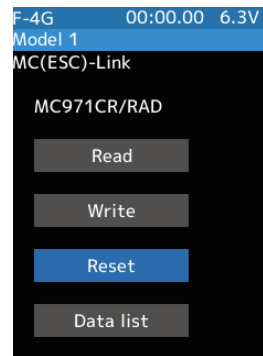 F-4G 00:00.00 6.3V
Model 1
MC(ESC)-Link
MC971CR/RAD
Read
Write
Reset
Data list